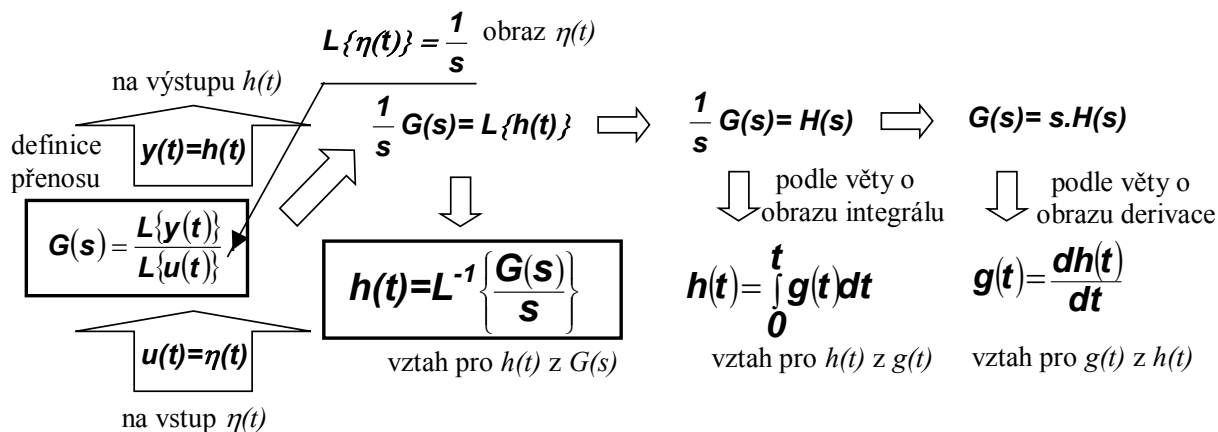 L{η(t)} = 1/s obraz η(t)
na výstupu h(t)
y(t)=h(t)
definice
přenosu
G(s) = L{y(t)} / L{u(t)}
u(t)=η(t)
na vstup η(t)
1/s G(s)= L{h(t)}
h(t)=L⁻¹{G(s)/s}
vztah pro h(t) z G(s)
1/s G(s)= H(s)
podle věty o
obrazu integrálu
h(t)= ∫₀ᵗ g(t)dt
vztah pro h(t) z g(t)
G(s)= s.H(s)
podle věty o
obrazu derivace
g(t)= dh(t)/dt
vztah pro g(t) z h(t)